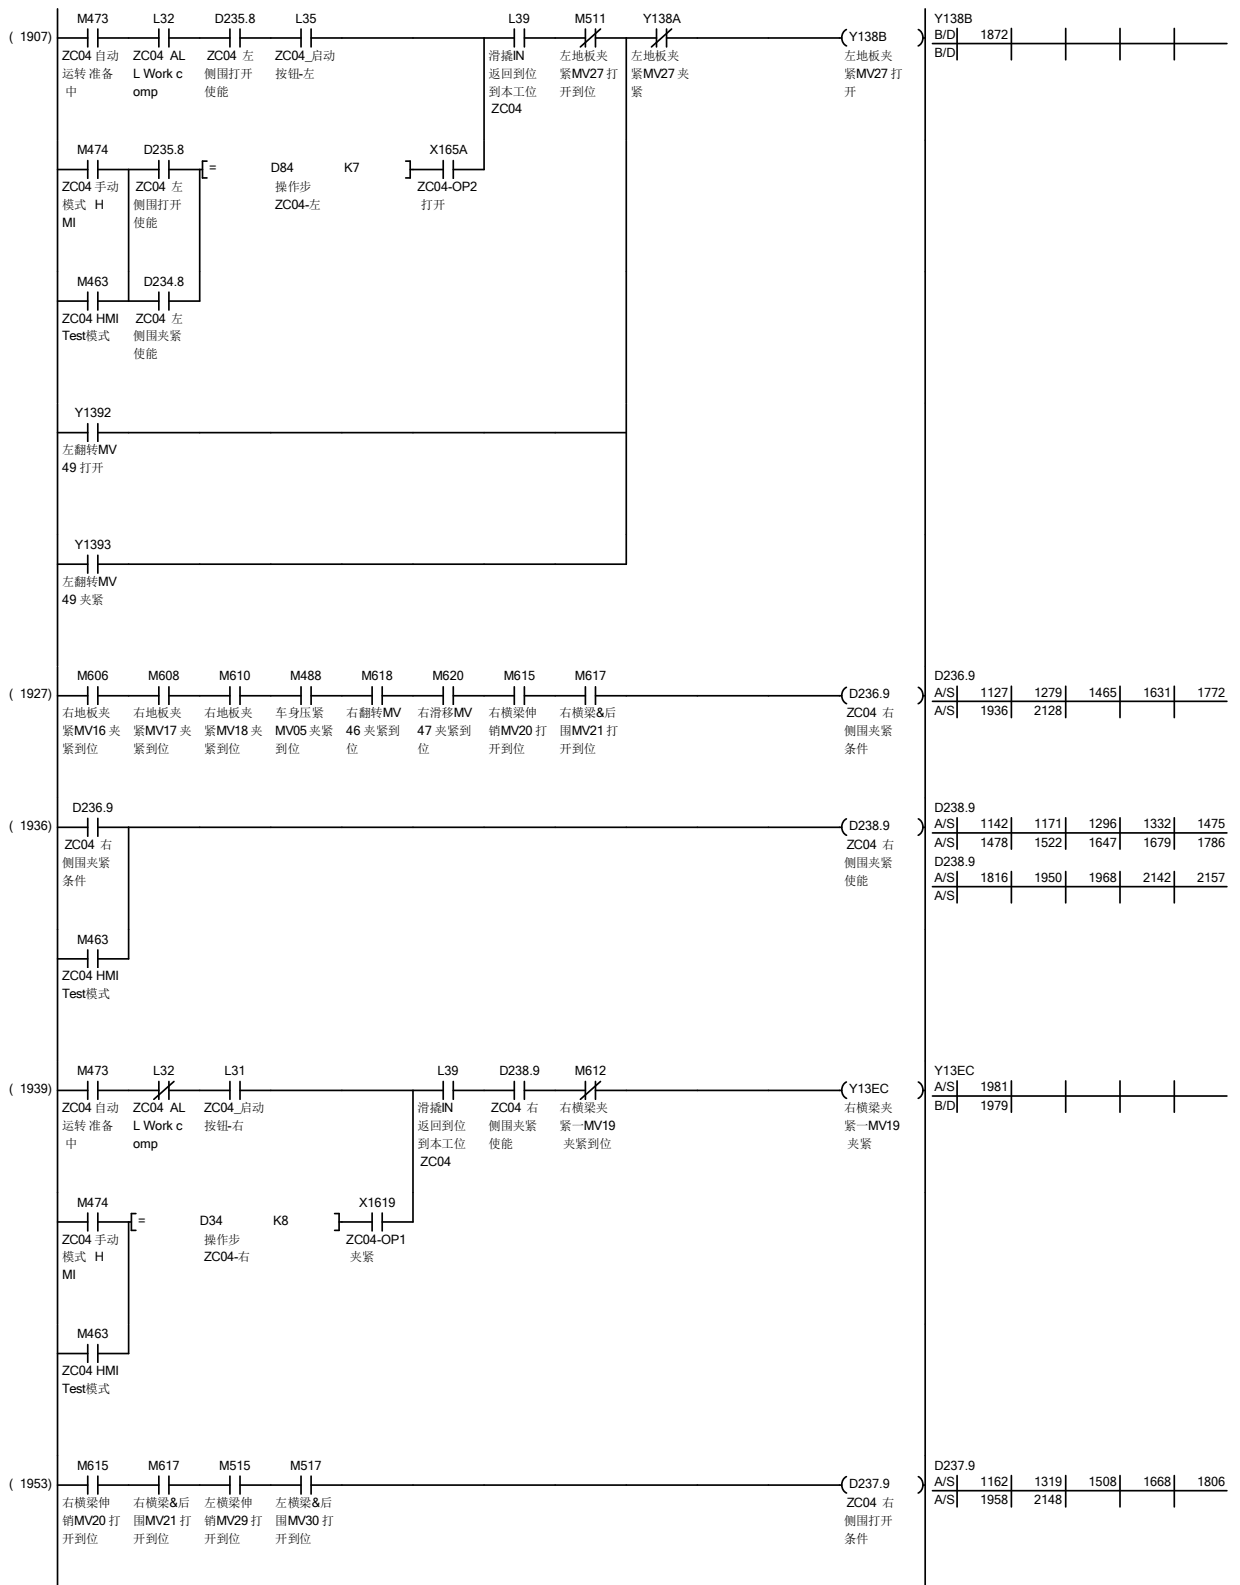 M473 L32 D235.8 L35 L39 M511 Y138A Y138B
( 1907) (Y138B )
B/D 1872
B/D
ZC04 自动 ZC04 AL ZC04 左 ZC04_启动 滑撬IN 左地板夹 左地板夹 左地板夹
运转 准备 L Work c 侧围打开 按钮-左 返回到位 紧MV27 打 紧MV27 夹 紧MV27 打
中 omp 使能 到本工位 开到位 紧 开
ZC04
M474 D235.8 X165A
[= D84 K7 ]
ZC04 手动 ZC04 左 操作步 ZC04-OP2
模式 H 侧围打开 ZC04-左 打开
MI 使能
M463 D234.8
ZC04 HMI ZC04 左
Test模式 侧围夹紧
使能
Y1392
左翻转MV
49 打开
Y1393
左翻转MV
49 夹紧
M606 M608 M610 M488 M618 M620 M615 M617 D236.9
( 1927) (D236.9 ) A/S 1127 1279 1465 1631 1772
A/S 1936 2128
右地板夹 右地板夹 右地板夹 车身压紧 右翻转MV 右滑移MV 右横梁伸 右横梁&后 ZC04 右
紧MV16 夹 紧MV17 夹 紧MV18 夹 MV05 夹紧 46 夹紧到 47 夹紧到 销MV20 打 围MV21 打 侧围夹紧
紧到位 紧到位 紧到位 到位 位 位 开到位 开到位 条件
D236.9 D238.9
( 1936) (D238.9 ) A/S 1142 1171 1296 1332 1475
A/S 1478 1522 1647 1679 1786
D238.9
A/S 1816 1950 1968 2142 2157
A/S
ZC04 右 ZC04 右
侧围夹紧 侧围夹紧
条件 使能
M463
ZC04 HMI
Test模式
M473 L32 L31 L39 D238.9 M612 Y13EC
( 1939) (Y13EC ) A/S 1981
B/D 1979
ZC04 自动 ZC04 AL ZC04_启动 滑撬IN ZC04 右 右横梁夹 右横梁夹
运转 准备 L Work c 按钮-右 返回到位 侧围夹紧 紧一MV19 紧一MV19
中 omp 到本工位 使能 夹紧到位 夹紧
ZC04
M474 X1619
[= D34 K8 ]
ZC04 手动 操作步 ZC04-OP1
模式 H ZC04-右 夹紧
MI
M463
ZC04 HMI
Test模式
M615 M617 M515 M517 D237.9
( 1953) (D237.9 ) A/S 1162 1319 1508 1668 1806
A/S 1958 2148
右横梁伸 右横梁&后 左横梁伸 左横梁&后 ZC04 右
销MV20 打 围MV21 打 销MV29 打 围MV30 打 侧围打开
开到位 开到位 开到位 开到位 条件